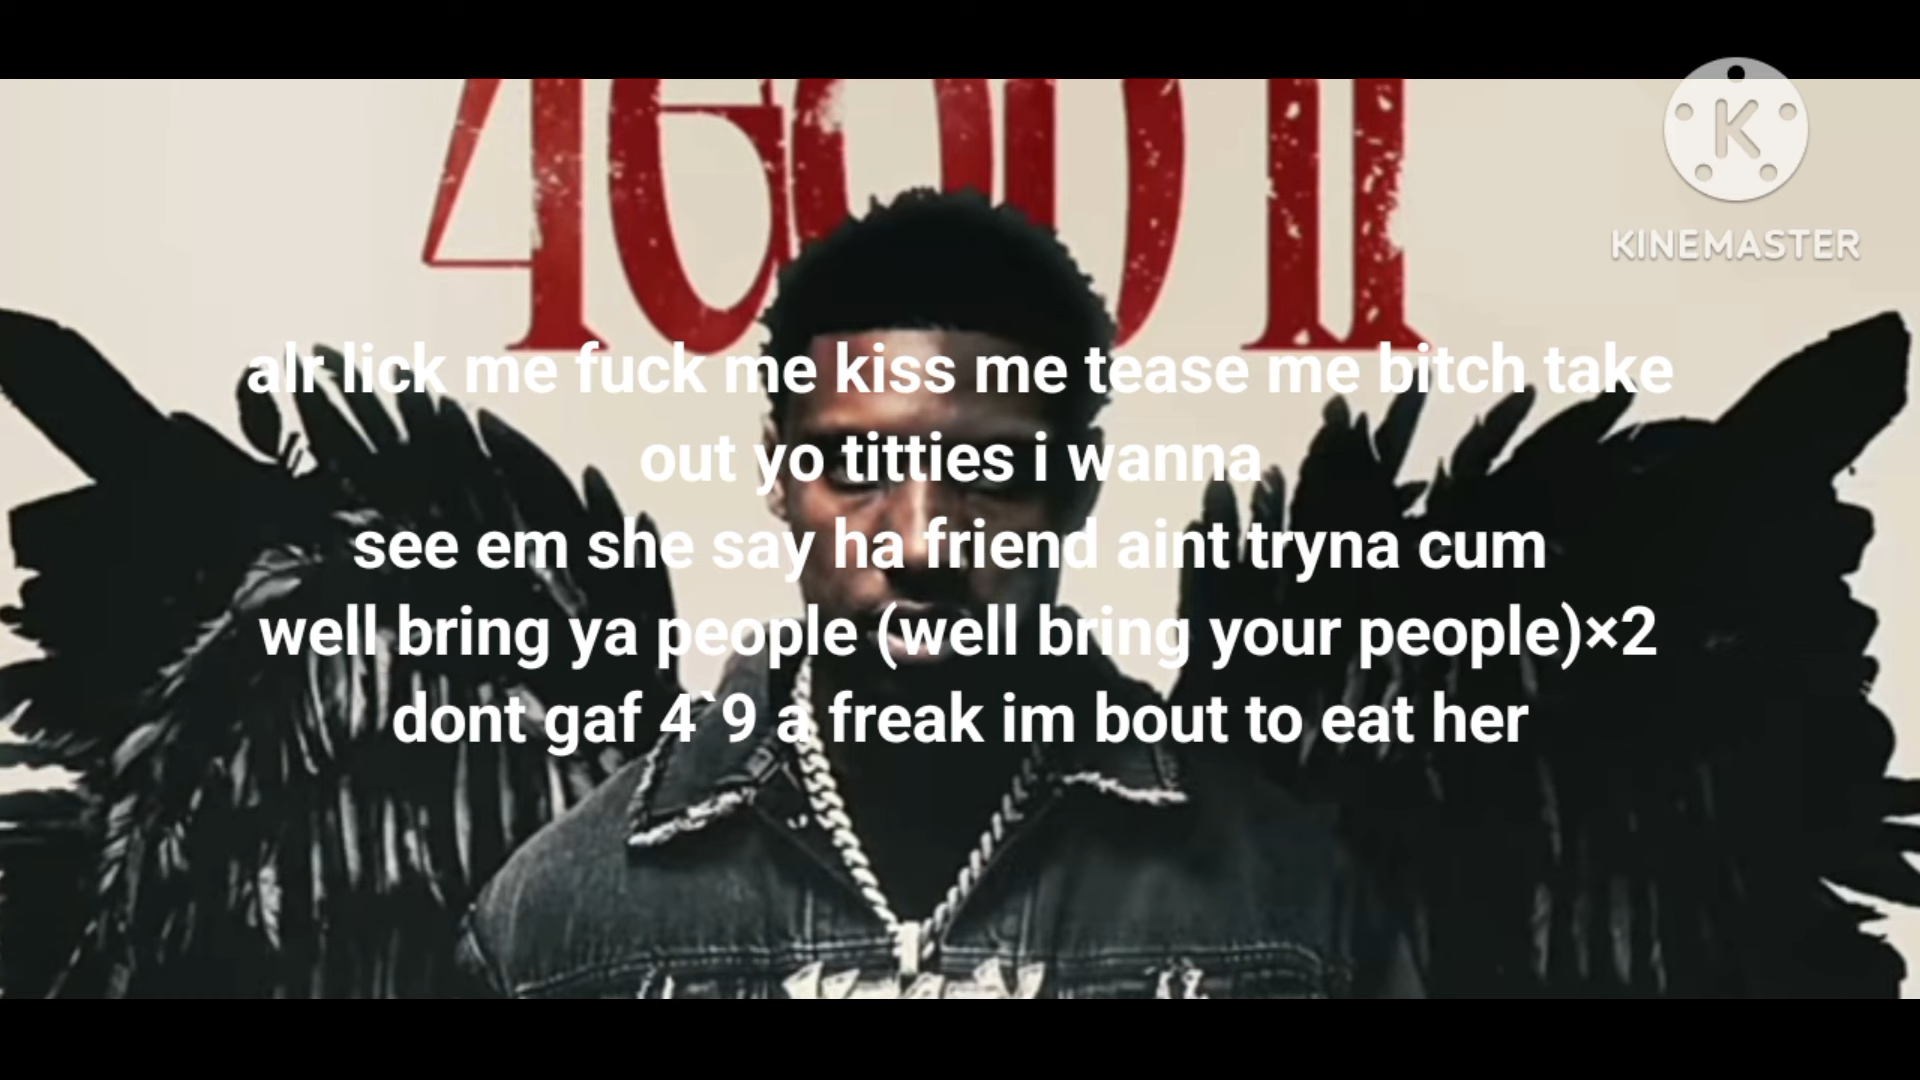 4GOD II
K
KINEMASTER
alr lick me fuck me kiss me tease me bitch take
out yo titties i wanna
see em she say ha friend aint tryna cum
well bring ya people (well bring your people)×2
dont gaf 4`9 a freak im bout to eat her